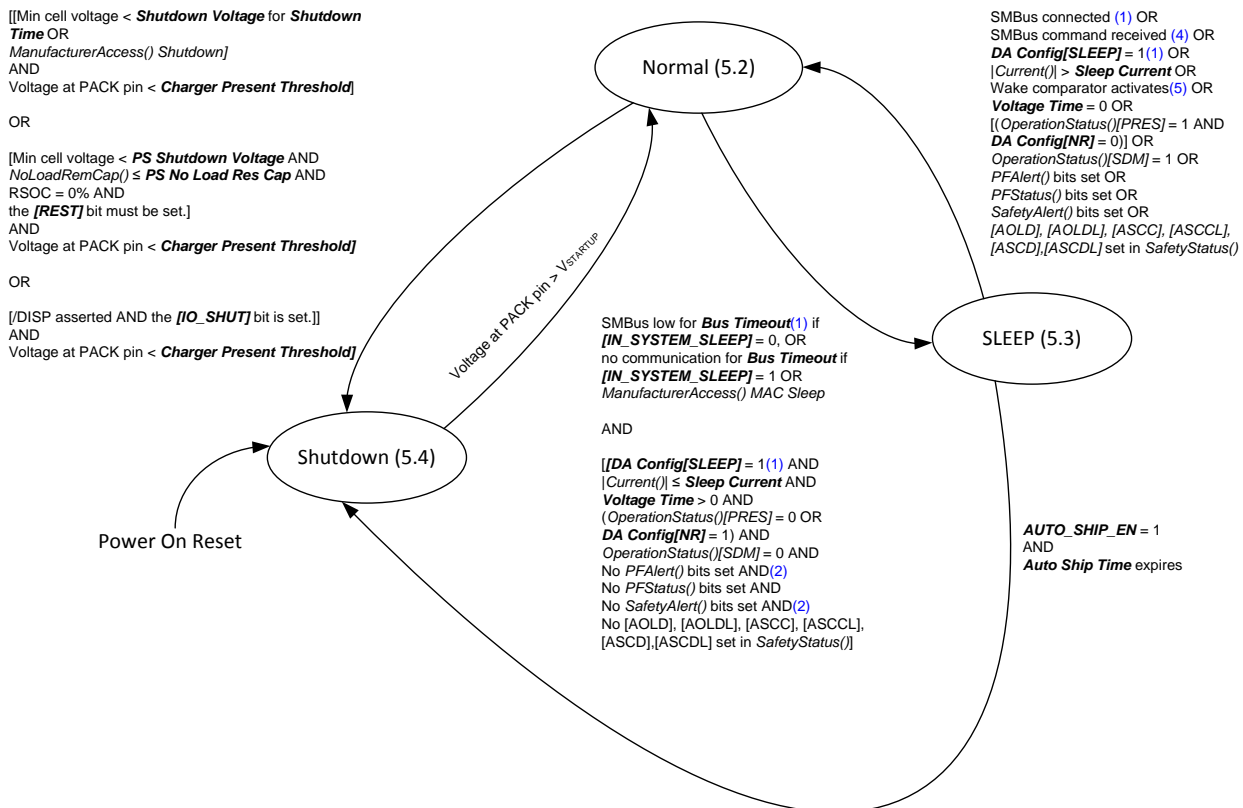 [[Min cell voltage < Shutdown Voltage for Shutdown
Time OR
ManufacturerAccess() Shutdown]
AND
Voltage at PACK pin < Charger Present Threshold]
OR
[Min cell voltage < PS Shutdown Voltage AND
NoLoadRemCap() ≤ PS No Load Res Cap AND
RSOC = 0% AND
the [REST] bit must be set.]
AND
Voltage at PACK pin < Charger Present Threshold]
OR
[/DISP asserted AND the [IO_SHUT] bit is set.]]
AND
Voltage at PACK pin < Charger Present Threshold]
Normal (5.2)
SMBus connected (1) OR
SMBus command received (4) OR
DA Config[SLEEP] = 1(1) OR
|Current()| > Sleep Current OR
Wake comparator activates(5) OR
Voltage Time = 0 OR
[(OperationStatus()[PRES] = 1 AND
DA Config[NR] = 0)] OR
OperationStatus()[SDM] = 1 OR
PFAlert() bits set OR
PFStatus() bits set OR
SafetyAlert() bits set OR
[AOLD], [AOLDL], [ASCC], [ASCCL],
[ASCD],[ASCDL] set in SafetyStatus()
Voltage at PACK pin > VSTARTUP
SMBus low for Bus Timeout(1) if
[IN_SYSTEM_SLEEP] = 0, OR
no communication for Bus Timeout if
[IN_SYSTEM_SLEEP] = 1 OR
ManufacturerAccess() MAC Sleep
AND
[[DA Config[SLEEP] = 1(1) AND
|Current()| ≤ Sleep Current AND
Voltage Time > 0 AND
(OperationStatus()[PRES] = 0 OR
DA Config[NR] = 1) AND
OperationStatus()[SDM] = 0 AND
No PFAlert() bits set AND(2)
No PFStatus() bits set AND
No SafetyAlert() bits set AND(2)
No [AOLD], [AOLDL], [ASCC], [ASCCL],
[ASCD],[ASCDL] set in SafetyStatus()]
SLEEP (5.3)
Shutdown (5.4)
Power On Reset
AUTO_SHIP_EN = 1
AND
Auto Ship Time expires